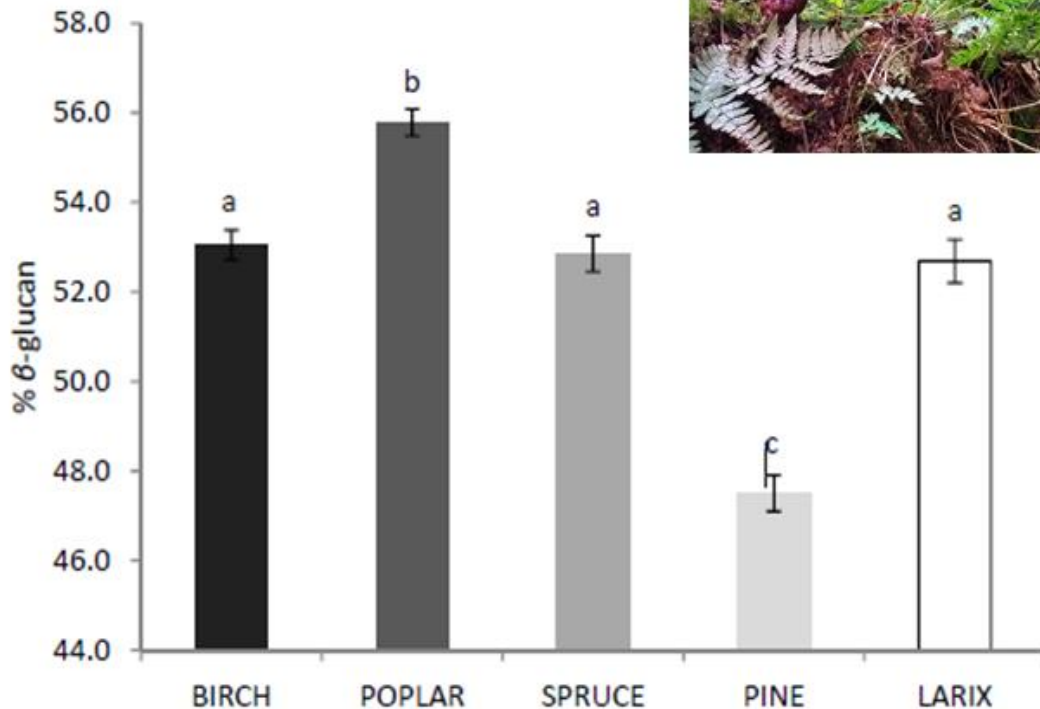 % β-glucan
58.0
56.0
54.0
52.0
50.0
48.0
46.0
44.0
a
b
a
c
a
BIRCH POPLAR SPRUCE PINE LARIX